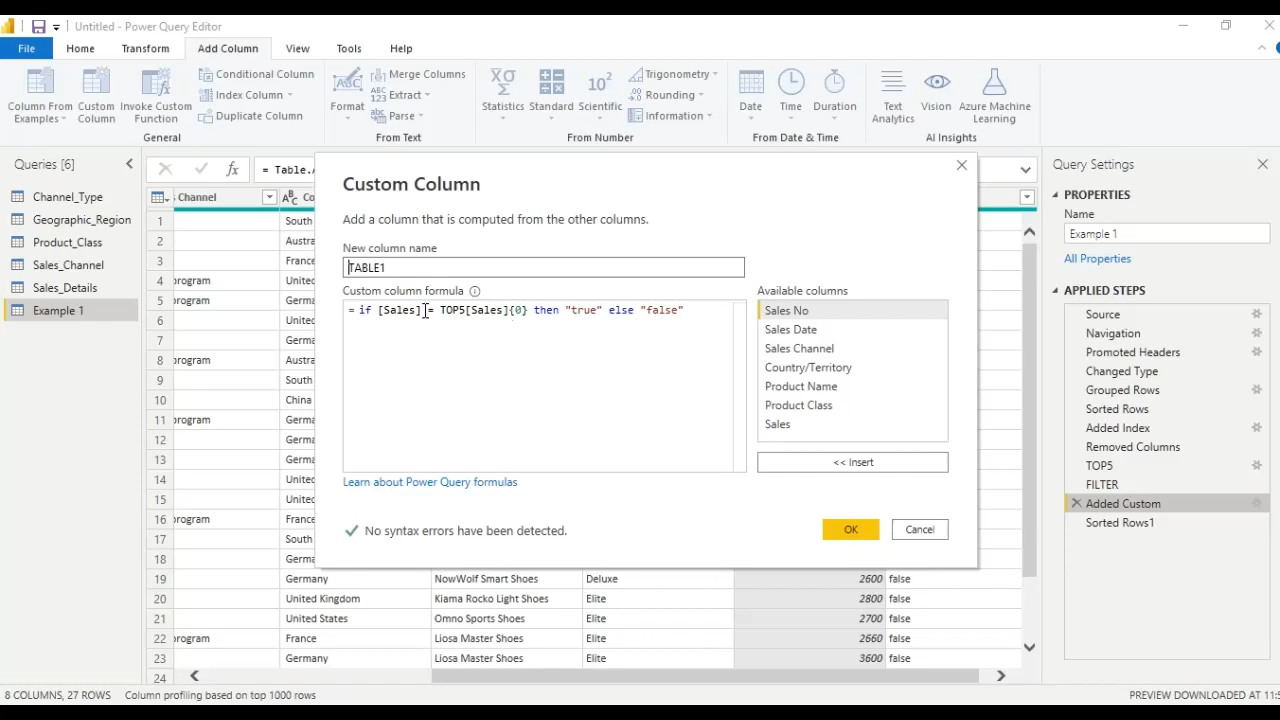 Untitled - Power Query Editor
File Home Transform Add Column View Tools Help
Column From Examples
Custom Column
Invoke Custom Function
Conditional Column
Index Column
Duplicate Column
General
Format
Merge Columns
Extract
Parse
From Text
Statistics
Standard
Scientific
Trigonometry
Rounding
Information
From Number
Date
Time
Duration
From Date & Time
Text Analytics
Vision
Azure Machine Learning
AI Insights
Queries [6]
Channel_Type
Geographic_Region
Product_Class
Sales_Channel
Sales_Details
Example 1
fx = Table.
Channel
1 South
2 Austra
3 France
4 program United
5 program Germa
6 United
7 Germa
8 program Austra
9 South
10 China
11 program Germa
12 Germa
13 Germa
14 United
15 United
16 program France
17 South
18 Germa
19 Germany NowWolf Smart Shoes Deluxe 2600 false
20 United Kingdom Kiama Rocko Light Shoes Elite 2800 false
21 United States Omno Sports Shoes Elite 2700 false
22 program France Liosa Master Shoes Elite 2660 false
23 Germany Liosa Master Shoes Elite 3600 false
24
Custom Column
Add a column that is computed from the other columns.
New column name
TABLE1
Custom column formula
= if [Sales] = TOP5[Sales]{0} then "true" else "false"
Available columns
Sales No
Sales Date
Sales Channel
Country/Territory
Product Name
Product Class
Sales
<< Insert
Learn about Power Query formulas
No syntax errors have been detected.
OK
Cancel
Query Settings
PROPERTIES
Name
Example 1
All Properties
APPLIED STEPS
Source
Navigation
Promoted Headers
Changed Type
Grouped Rows
Sorted Rows
Added Index
Removed Columns
TOP5
FILTER
Added Custom
Sorted Rows1
8 COLUMNS, 27 ROWS Column profiling based on top 1000 rows
PREVIEW DOWNLOADED AT 11:5